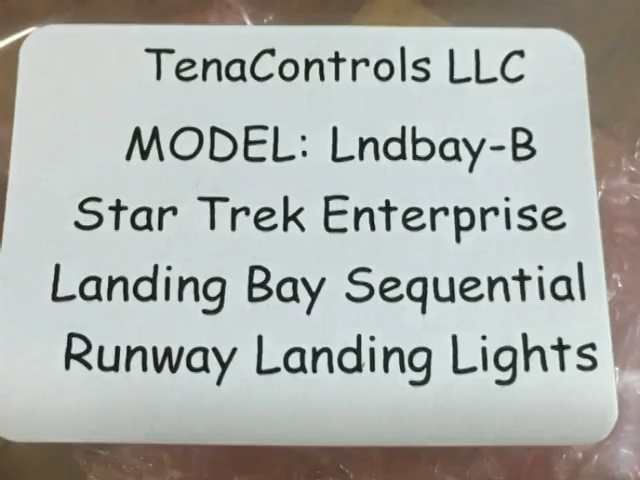 TenaControls LLC
MODEL: Lndbay-B
Star Trek Enterprise
Landing Bay Sequential
Runway Landing Lights